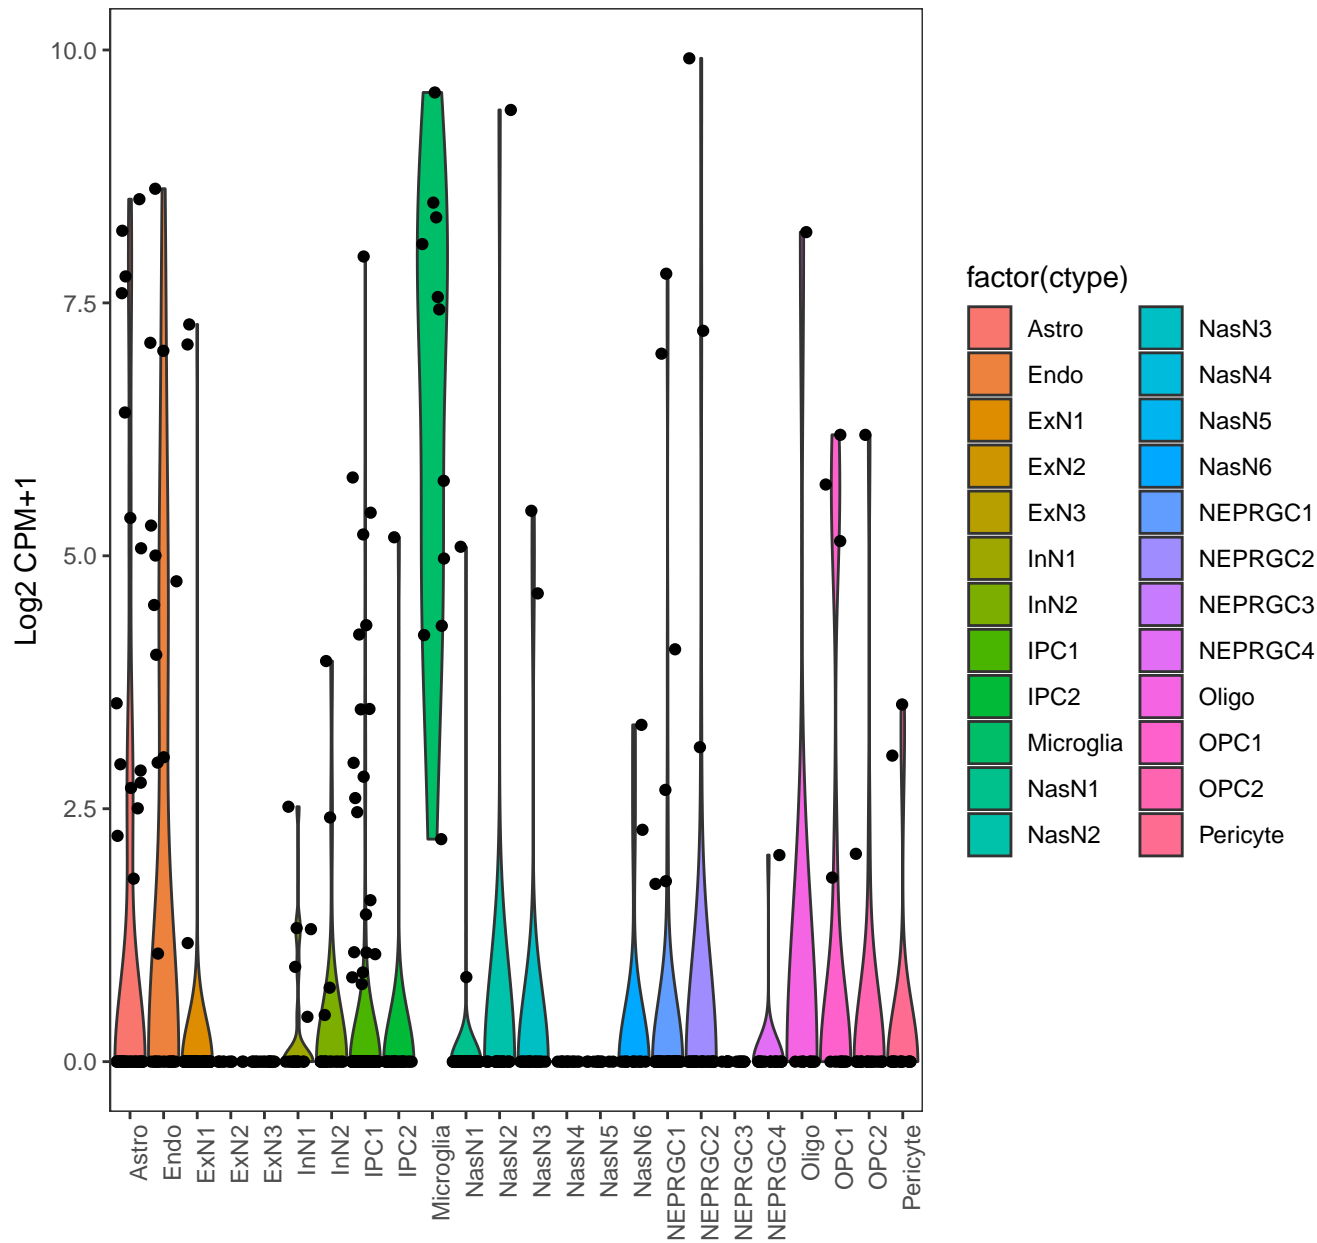 10.0
7.5
5.0
2.5
0.0
Log2 CPM+1
Astro
Endo
ExN1
ExN2
ExN3
InN1
InN2
IPC1
IPC2
Microglia
NasN1
NasN2
NasN3
NasN4
NasN5
NasN6
NEPRGC1
NEPRGC2
NEPRGC3
NEPRGC4
Oligo
OPC1
OPC2
Pericyte
factor(ctype)
Astro
Endo
ExN1
ExN2
ExN3
InN1
InN2
IPC1
IPC2
Microglia
NasN1
NasN2
NasN3
NasN4
NasN5
NasN6
NEPRGC1
NEPRGC2
NEPRGC3
NEPRGC4
Oligo
OPC1
OPC2
Pericyte